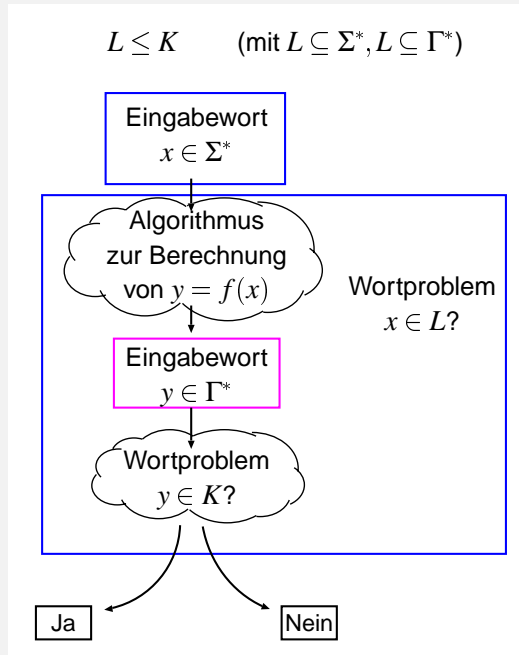 L ≤ K (mit L ⊆ Σ*, L ⊆ Γ*)
Eingabewort
x ∈ Σ*
Algorithmus
zur Berechnung
von y = f(x)
Wortproblem
x ∈ L?
Eingabewort
y ∈ Γ*
Wortproblem
y ∈ K?
Ja
Nein